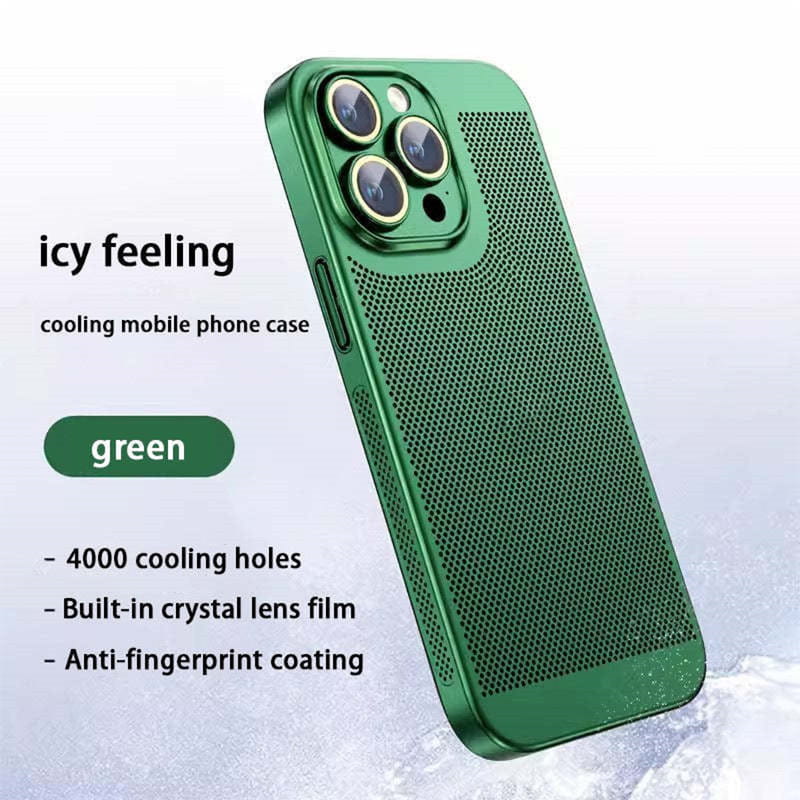 icy feeling
cooling mobile phone case
green
- 4000 cooling holes
- Built-in crystal lens film
- Anti-fingerprint coating